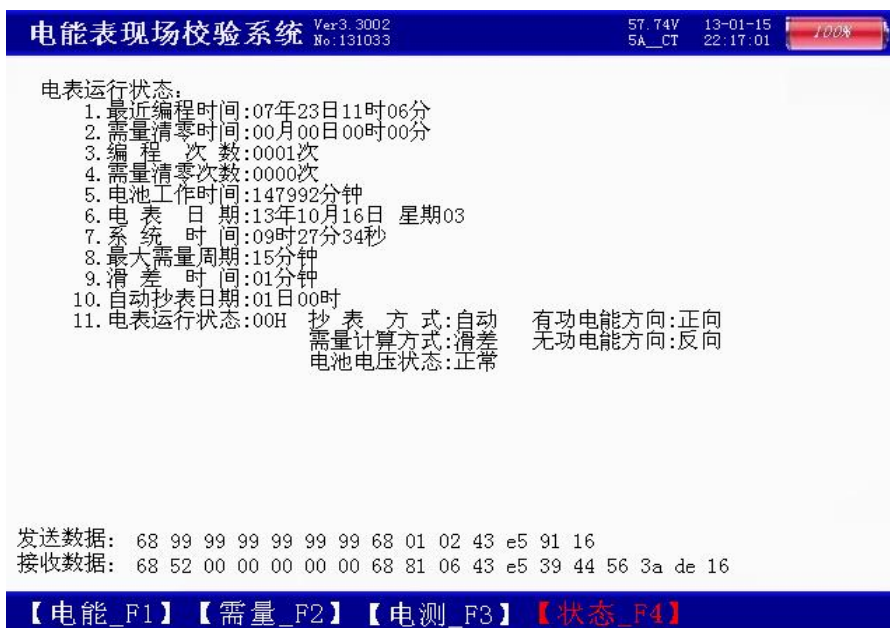 电能表现场校验系统 Ver3.3002 No:131033 57.74V 5A__CT 13-01-15 22:17:01 100%
电表运行状态:
1.最近编程时间:07年23日11时06分
2.需量清零时间:00月00日00时00分
3.编 程 次 数:0001次
4.需量清零次数:0000次
5.电池工作时间:147992分钟
6.电 表 日 期:13年10月16日 星期03
7.系 统 时 间:09时27分34秒
8.最大需量周期:15分钟
9.滑 差 时 间:01分钟
10.自动抄表日期:01日00时
11.电表运行状态:00H 抄 表 方 式:自动 有功电能方向:正向
需量计算方式:滑差 无功电能方向:反向
电池电压状态:正常
发送数据: 68 99 99 99 99 99 99 68 01 02 43 e5 91 16
接收数据: 68 52 00 00 00 00 00 68 81 06 43 e5 39 44 56 3a de 16
【电能_F1】【需量_F2】【电测_F3】【状态_F4】